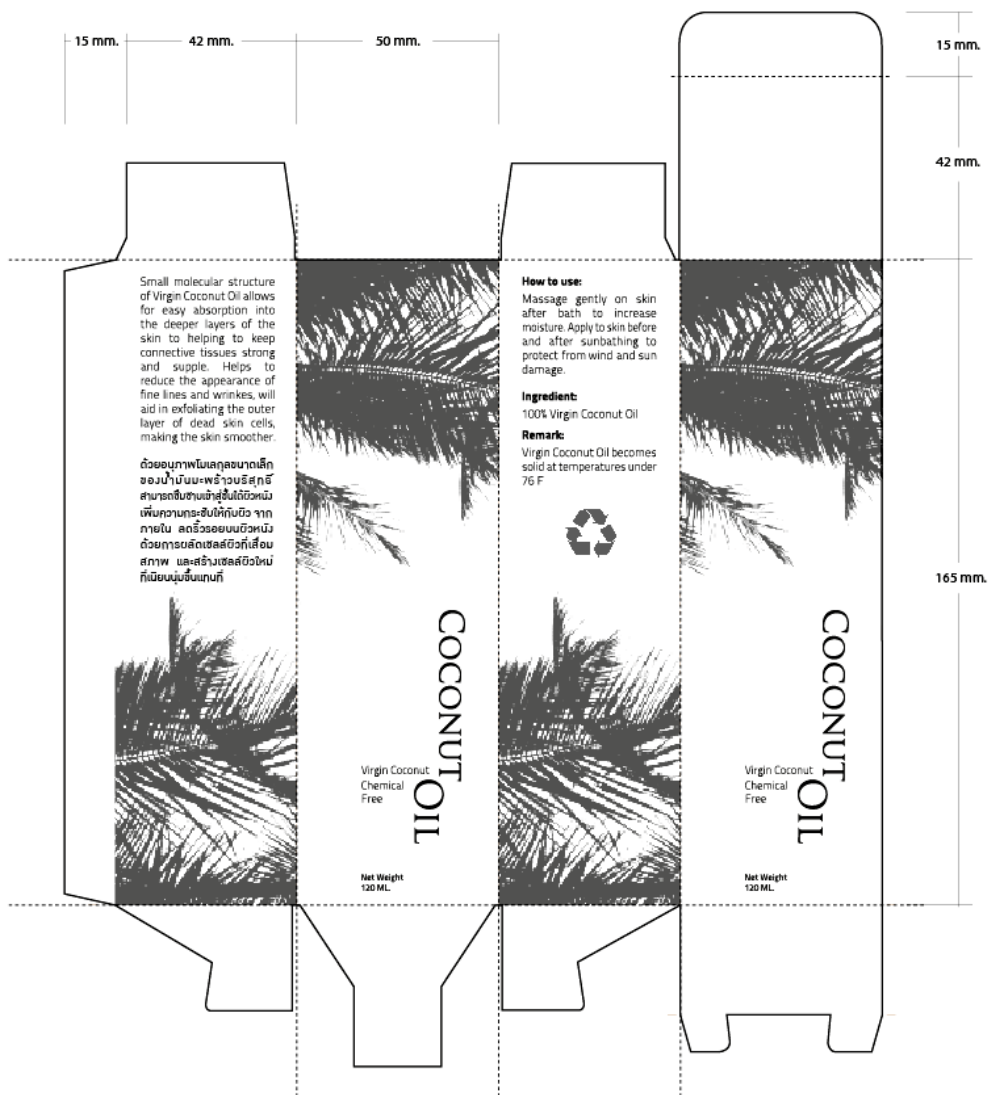 15 mm.
42 mm.
50 mm.
15 mm.
42 mm.
165 mm.
Small molecular structure
of Virgin Coconut Oil allows
for easy absorption into
the deeper layers of the
skin to helping to keep
connective tissues strong
and supple. Helps to
reduce the appearance of
fine lines and wrinkes, will
aid in exfoliating the outer
layer of dead skin cells,
making the skin smoother.
ด้วยอนุภาพโมเลกุลขนาดเล็ก
ของน้ำมันมะพร้าวบริสุทธิ์
สามารถซึมซาบเข้าสู่ชั้นใต้ผิวหนัง
เพิ่มความกระชับให้กับผิว จาก
ภายใน ลดริ้วรอยบนผิวหนัง
ด้วยการผลัดเซลล์ผิวที่เสื่อม
สภาพ และสร้างเซลล์ผิวใหม่
ที่เนียนนุ่มขึ้นแทนที่
COCONUT
OIL
Virgin Coconut
Chemical
Free
Net Weight
120 ML.
How to use:
Massage gently on skin
after bath to increase
moisture. Apply to skin before
and after sunbathing to
protect from wind and sun
damage.
Ingredient:
100% Virgin Coconut Oil
Remark:
Virgin Coconut Oil becomes
solid at temperatures under
76 F
COCONUT
OIL
Virgin Coconut
Chemical
Free
Net Weight
120 ML.